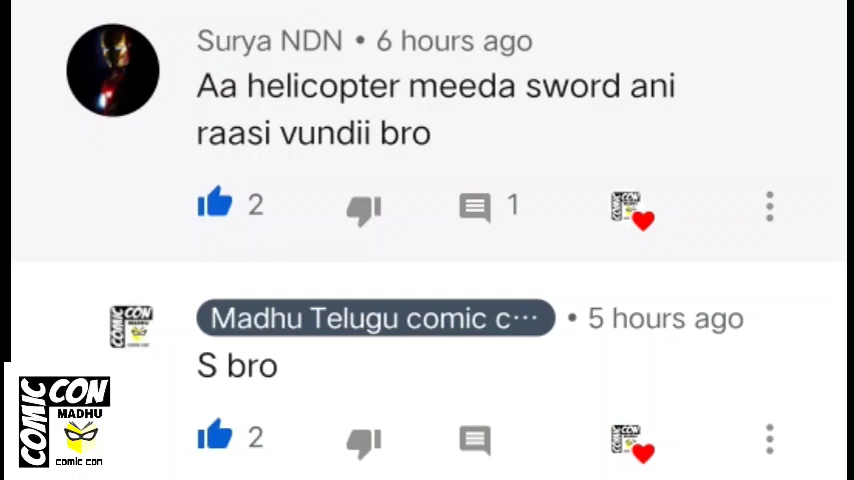 Surya NDN • 6 hours ago
Aa helicopter meeda sword ani
raasi vundii bro
2
1
Madhu Telugu comic c… • 5 hours ago
S bro
2
COMIC CON
MADHU
comic con